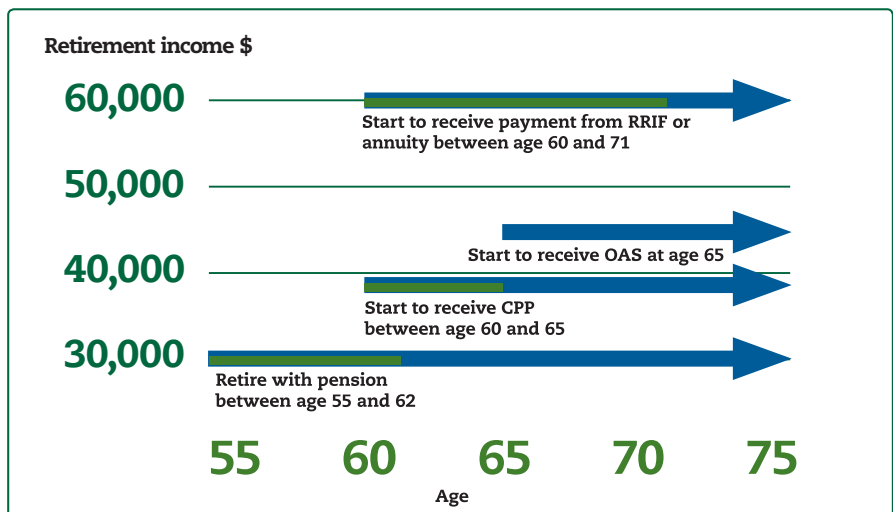 Retirement income $
60,000
Start to receive payment from RRIF or
annuity between age 60 and 71
50,000
Start to receive OAS at age 65
40,000
Start to receive CPP
between age 60 and 65
30,000
Retire with pension
between age 55 and 62
55 60 65 70 75
Age